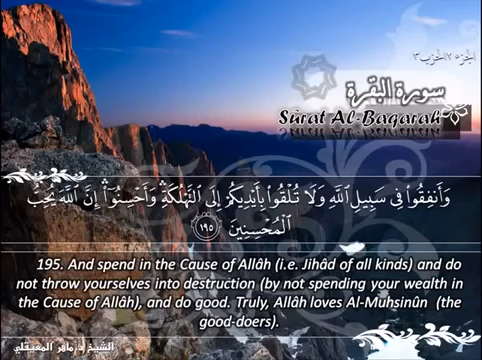 الجزء ٢ الحزب ٣
سورة البقرة
Sûrat Al-Baqarah
وَأَنفِقُوا۟ فِى سَبِيلِ ٱللَّهِ وَلَا تُلْقُوا۟ بِأَيْدِيكُمْ إِلَى ٱلتَّهْلُكَةِ ۛ وَأَحْسِنُوٓا۟ ۛ إِنَّ ٱللَّهَ يُحِبُّ
ٱلْمُحْسِنِينَ ١٩٥
195. And spend in the Cause of Allâh (i.e. Jihâd of all kinds) and do
not throw yourselves into destruction (by not spending your wealth in
the Cause of Allâh), and do good. Truly, Allâh loves Al-Muhsinûn (the
good-doers).
الشيخ د.ماهر المعيقلي